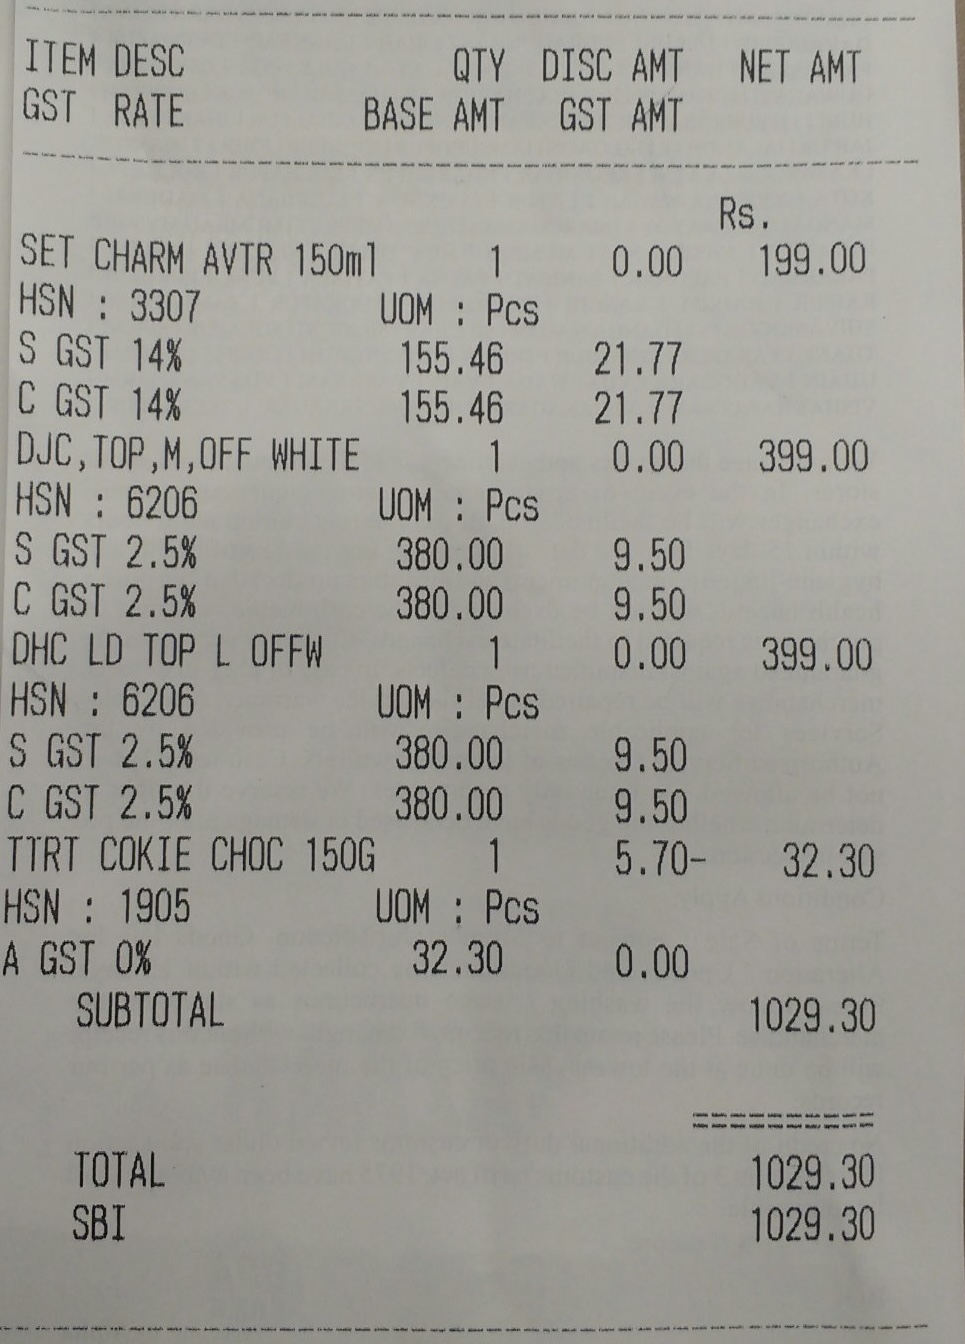 ITEM DESC QTY DISC AMT NET AMT
GST RATE BASE AMT GST AMT
Rs.
SET CHARM AVTR 150ml 1 0.00 199.00
HSN : 3307 UOM : Pcs
S GST 14% 155.46 21.77
C GST 14% 155.46 21.77
DJC,TOP,M,OFF WHITE 1 0.00 399.00
HSN : 6206 UOM : Pcs
S GST 2.5% 380.00 9.50
C GST 2.5% 380.00 9.50
DHC LD TOP L OFFW 1 0.00 399.00
HSN : 6206 UOM : Pcs
S GST 2.5% 380.00 9.50
C GST 2.5% 380.00 9.50
TTRT COKIE CHOC 150G 1 5.70- 32.30
HSN : 1905 UOM : Pcs
A GST 0% 32.30 0.00
SUBTOTAL 1029.30
TOTAL 1029.30
SBI 1029.30